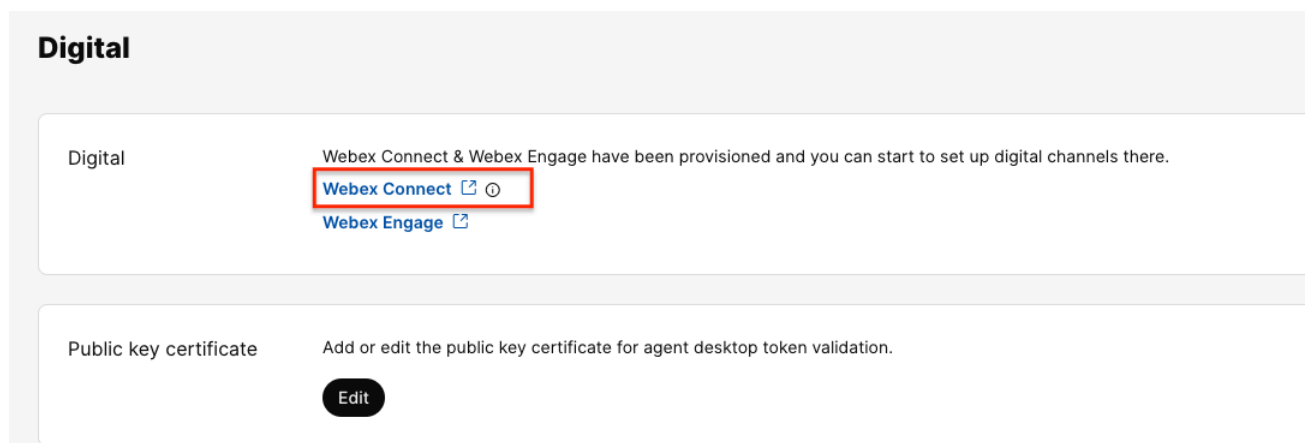 Digital
Digital
Webex Connect & Webex Engage have been provisioned and you can start to set up digital channels there.
Webex Connect
Webex Engage
Public key certificate
Add or edit the public key certificate for agent desktop token validation.
Edit